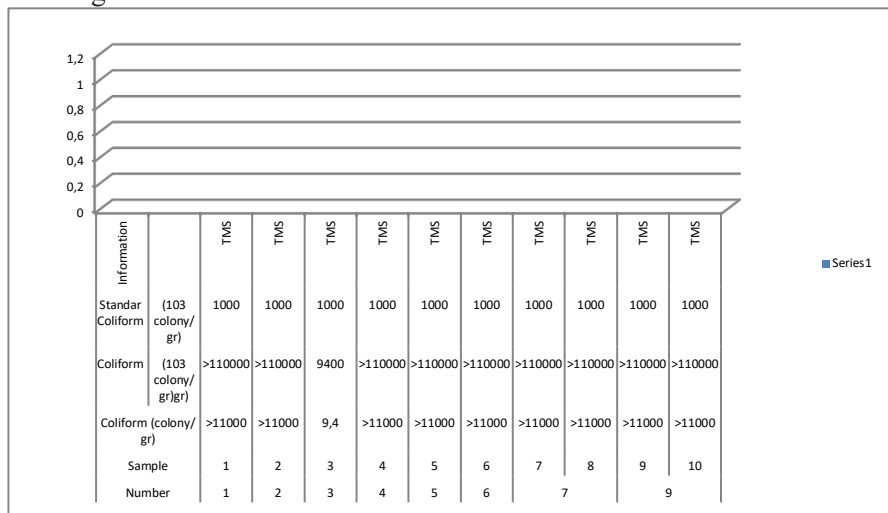 1,2
1
0,8
0,6
0,4
0,2
0
Information TMS TMS TMS TMS TMS TMS TMS TMS TMS TMS
Series1
Standar Coliform (103 colony/ gr) 1000 1000 1000 1000 1000 1000 1000 1000 1000 1000
Coliform (103 colony/ gr)gr) >110000 >110000 9400 >110000 >110000 >110000 >110000 >110000 >110000 >110000
Coliform (colony/ gr) >11000 >11000 9,4 >11000 >11000 >11000 >11000 >11000 >11000 >11000
Sample 1 2 3 4 5 6 7 8 9 10
Number 1 2 3 4 5 6 7 9